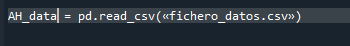 AH_data = pd.read_csv(«fichero_datos.csv»)